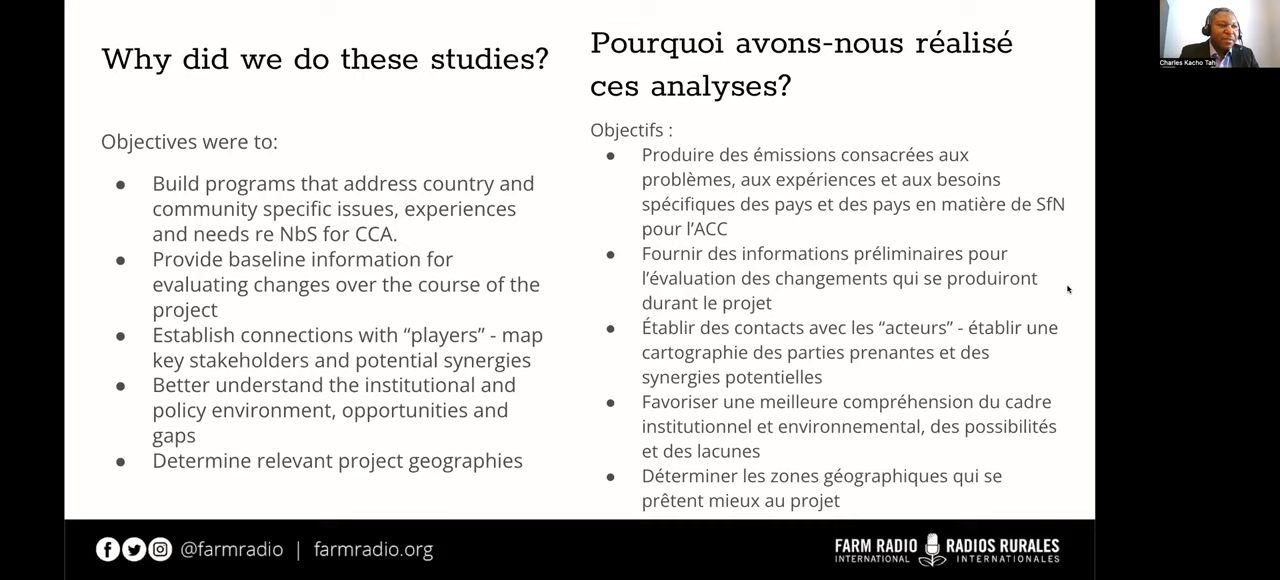 Why did we do these studies?
Objectives were to:
● Build programs that address country and
community specific issues, experiences
and needs re NbS for CCA.
● Provide baseline information for
evaluating changes over the course of the
project
● Establish connections with “players” - map
key stakeholders and potential synergies
● Better understand the institutional and
policy environment, opportunities and
gaps
● Determine relevant project geographies
Pourquoi avons-nous réalisé
ces analyses?
Objectifs :
● Produire des émissions consacrées aux
problèmes, aux expériences et aux besoins
spécifiques des pays et des pays en matière de SfN
pour l’ACC
● Fournir des informations préliminaires pour
l’évaluation des changements qui se produiront
durant le projet
● Établir des contacts avec les “acteurs” - établir une
cartographie des parties prenantes et des
synergies potentielles
● Favoriser une meilleure compréhension du cadre
institutionnel et environnemental, des possibilités
et des lacunes
● Déterminer les zones géographiques qui se
prêtent mieux au projet
Charles Kacho Tah
@farmradio | farmradio.org
FARM RADIO
INTERNATIONAL
RADIOS RURALES
INTERNATIONALES